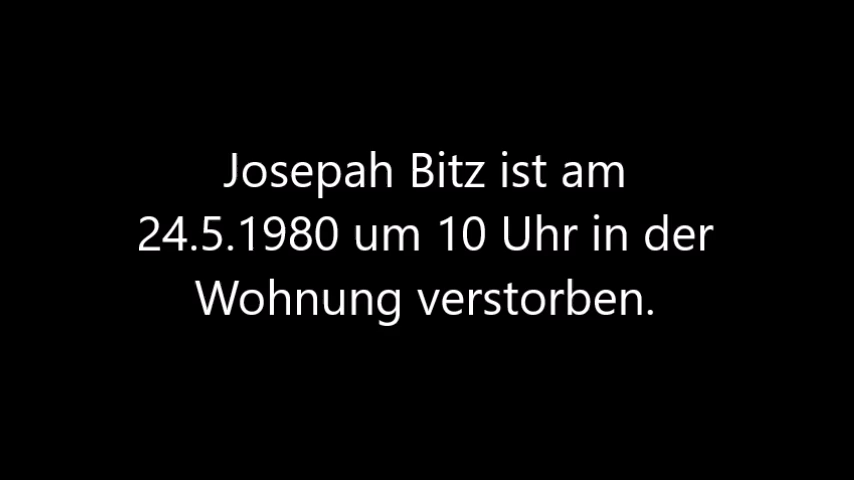 Josepah Bitz ist am
24.5.1980 um 10 Uhr in der
Wohnung verstorben.